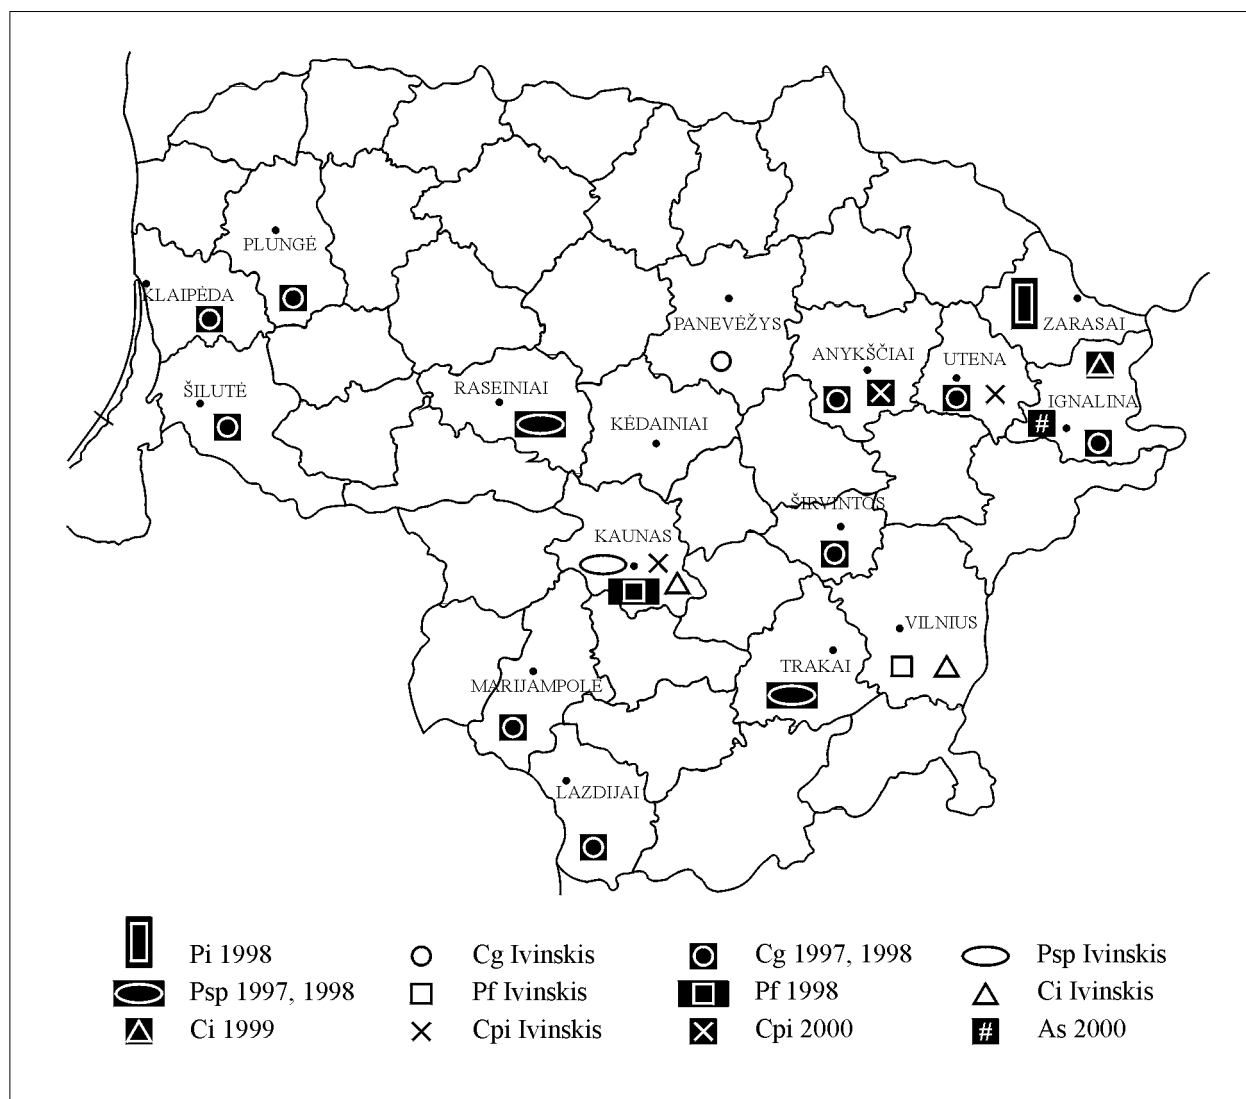 PLUNGĖ
KLAIPĖDA
PANEVĖŽYS
ZARASAI
ANYKŠČIAI
UTENA
ŠILUTĖ
RASEINIAI
IGNALINA
KĖDAINIAI
#
ŠIRVINTOS
KAUNAS
VILNIUS
TRAKAI
MARIJAMPOLĖ
LAZDIJAI
Pi 1998 Cg Ivinskis Cg 1997, 1998 Psp Ivinskis
Psp 1997, 1998 Pf Ivinskis Pf 1998 Ci Ivinskis
Ci 1999 Cpi Ivinskis Cpi 2000 # As 2000